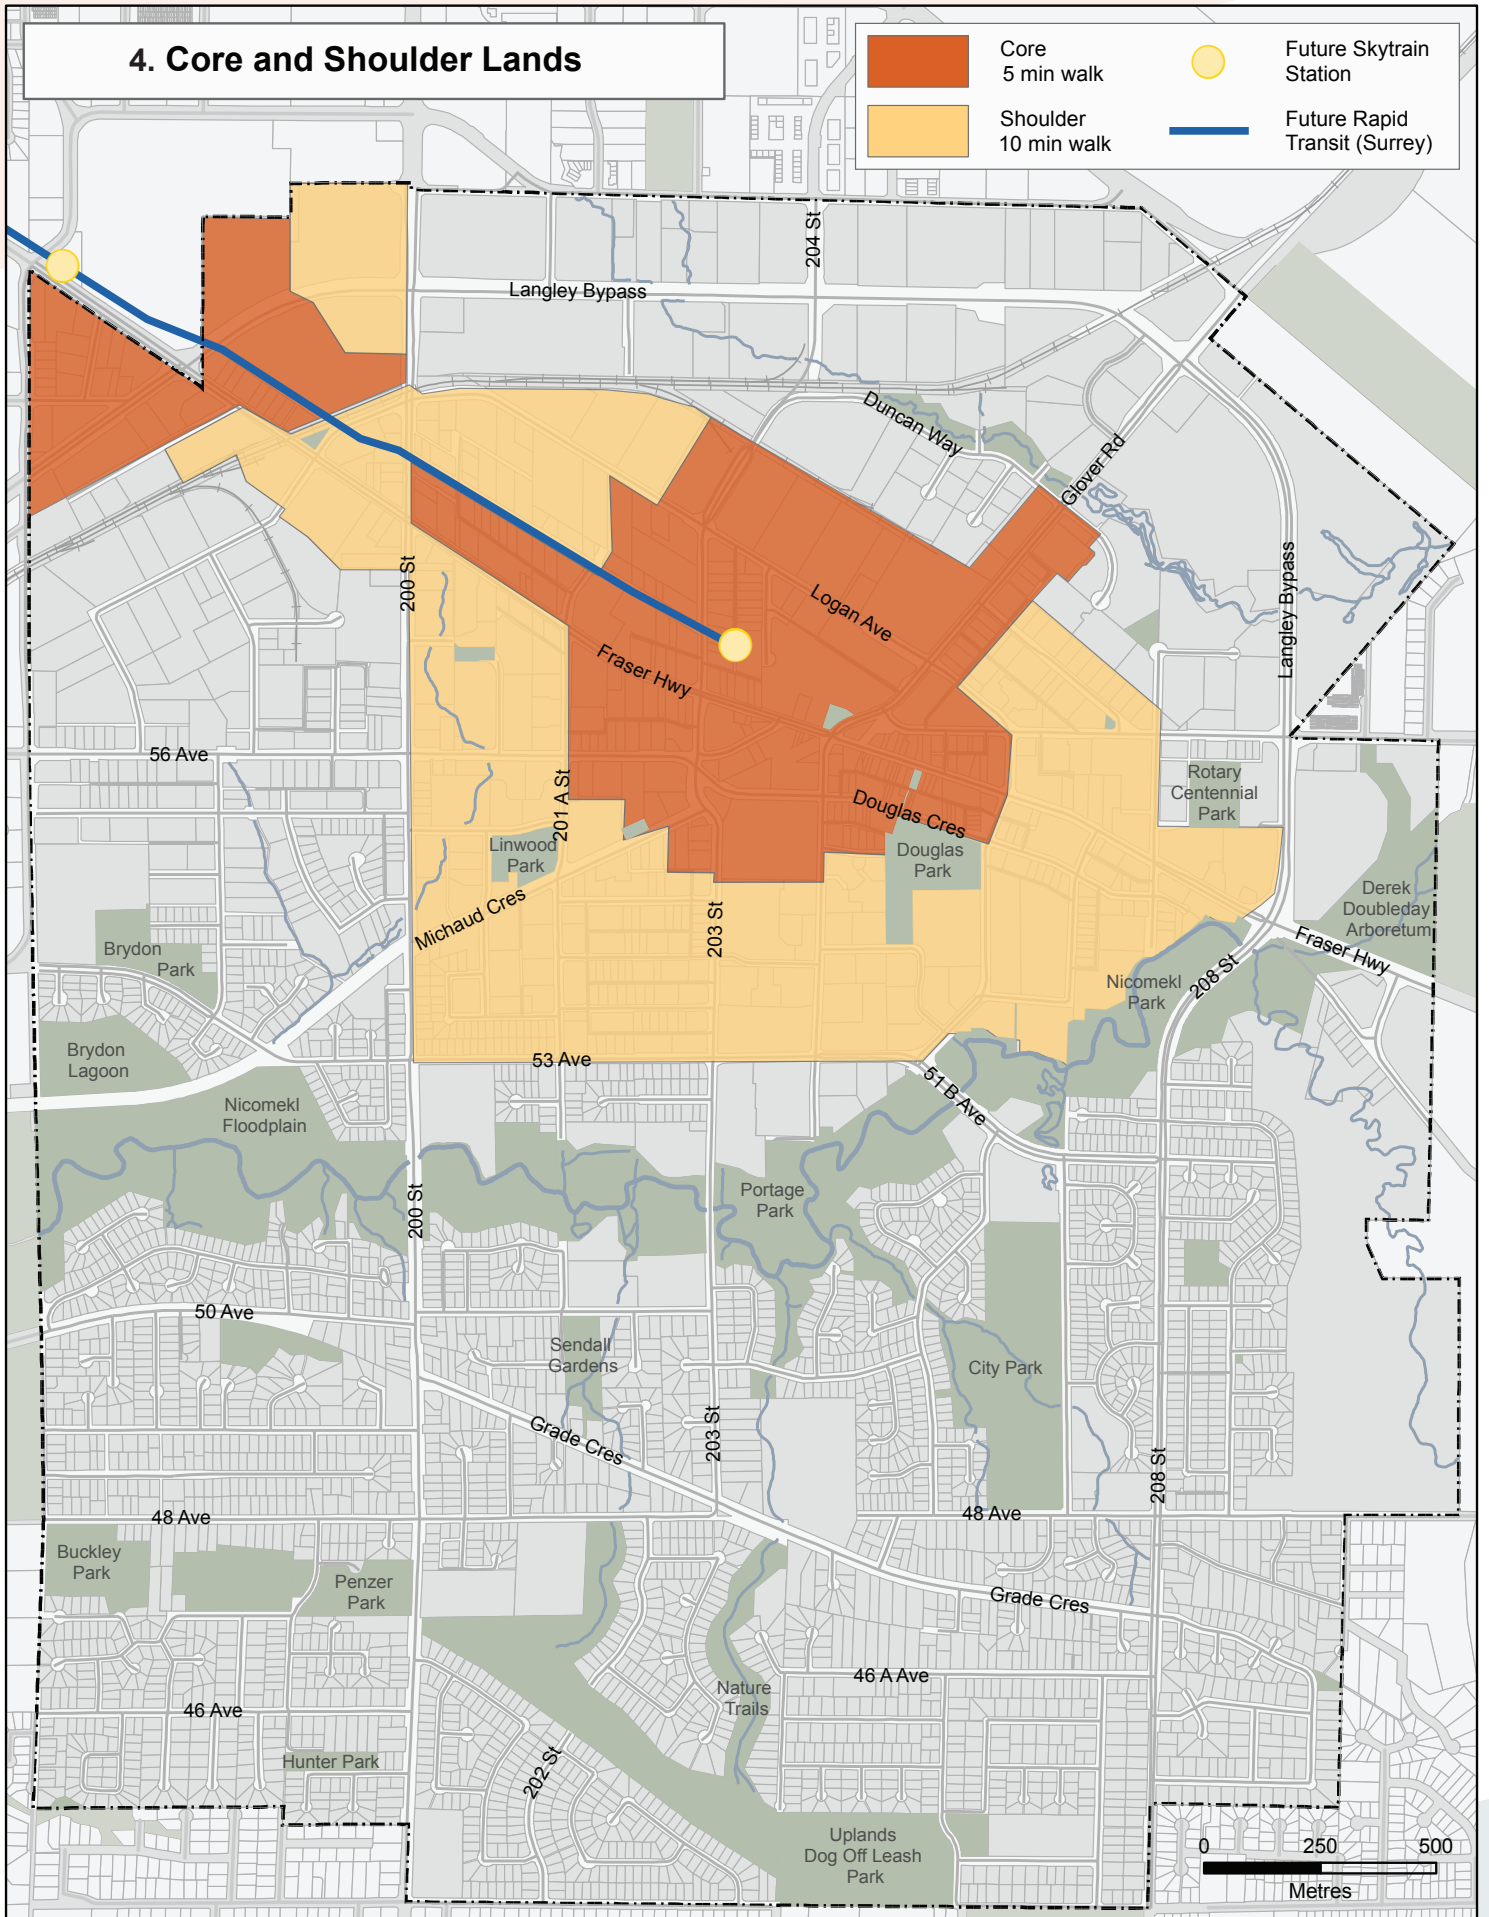 4. Core and Shoulder Lands
Core
5 min walk
Future Skytrain
Station
Shoulder
10 min walk
Future Rapid
Transit (Surrey)
204 St
Langley Bypass
Duncan Way
Glover Rd
200 St
Logan Ave
Langley Bypass
Fraser Hwy
56 Ave
201 A St
Rotary
Centennial
Park
Douglas Cres
Linwood
Park
Douglas
Park
Michaud Cres
203 St
Derek
Doubleday
Arboretum
Brydon
Park
Fraser Hwy
208 St
Nicomekl
Park
Brydon
Lagoon
53 Ave
51 B Ave
Nicomekl
Floodplain
200 St
Portage
Park
50 Ave
Sendall
Gardens
City Park
Grade Cres
203 St
208 St
48 Ave
48 Ave
Buckley
Park
Penzer
Park
Grade Cres
46 A Ave
Nature
Trails
46 Ave
Hunter Park
202 St
Uplands
Dog Off Leash
Park
0 250 500
Metres